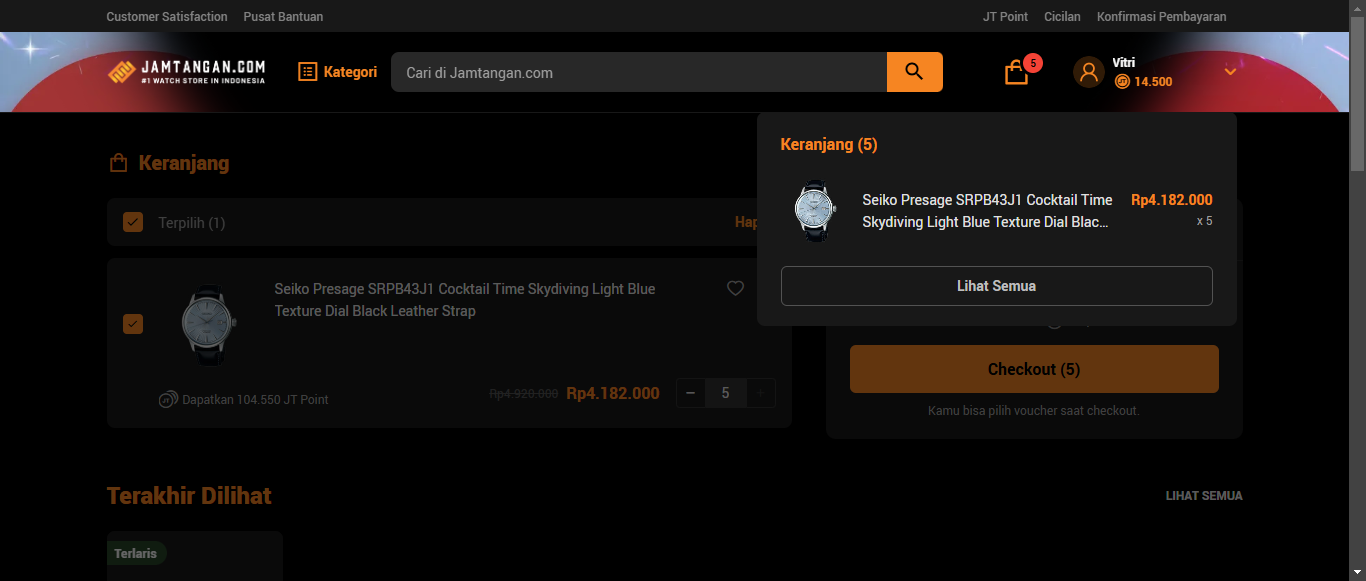 Customer Satisfaction Pusat Bantuan JT Point Cicilan Konfirmasi Pembayaran
JAMTANGAN.COM
#1 WATCH STORE IN INDONESIA
Kategori
Cari di Jamtangan.com
5
Vitri
14.500
Keranjang (5)
Seiko Presage SRPB43J1 Cocktail Time Rp4.182.000
Skydiving Light Blue Texture Dial Blac... x 5
Lihat Semua
Keranjang
Terpilih (1) Hap
Seiko Presage SRPB43J1 Cocktail Time Skydiving Light Blue
Texture Dial Black Leather Strap
Dapatkan 104.550 JT Point Rp4.920.000 Rp4.182.000 − 5 +
Checkout (5)
Kamu bisa pilih voucher saat checkout.
Terakhir Dilihat LIHAT SEMUA
Terlaris